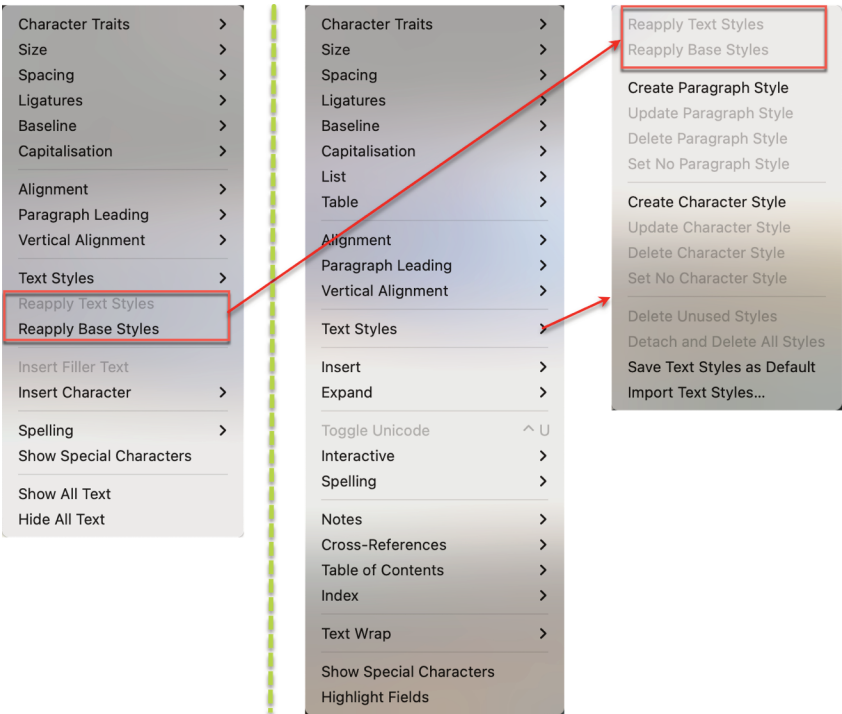 Character Traits
Size
Spacing
Ligatures
Baseline
Capitalisation
Alignment
Paragraph Leading
Vertical Alignment
Text Styles
Reapply Text Styles
Reapply Base Styles
Insert Filler Text
Insert Character
Spelling
Show Special Characters
Show All Text
Hide All Text
Character Traits
Size
Spacing
Ligatures
Baseline
Capitalisation
List
Table
Alignment
Paragraph Leading
Vertical Alignment
Text Styles
Insert
Expand
Toggle Unicode ^ U
Interactive
Spelling
Notes
Cross-References
Table of Contents
Index
Text Wrap
Show Special Characters
Highlight Fields
Reapply Text Styles
Reapply Base Styles
Create Paragraph Style
Update Paragraph Style
Delete Paragraph Style
Set No Paragraph Style
Create Character Style
Update Character Style
Delete Character Style
Set No Character Style
Delete Unused Styles
Detach and Delete All Styles
Save Text Styles as Default
Import Text Styles...